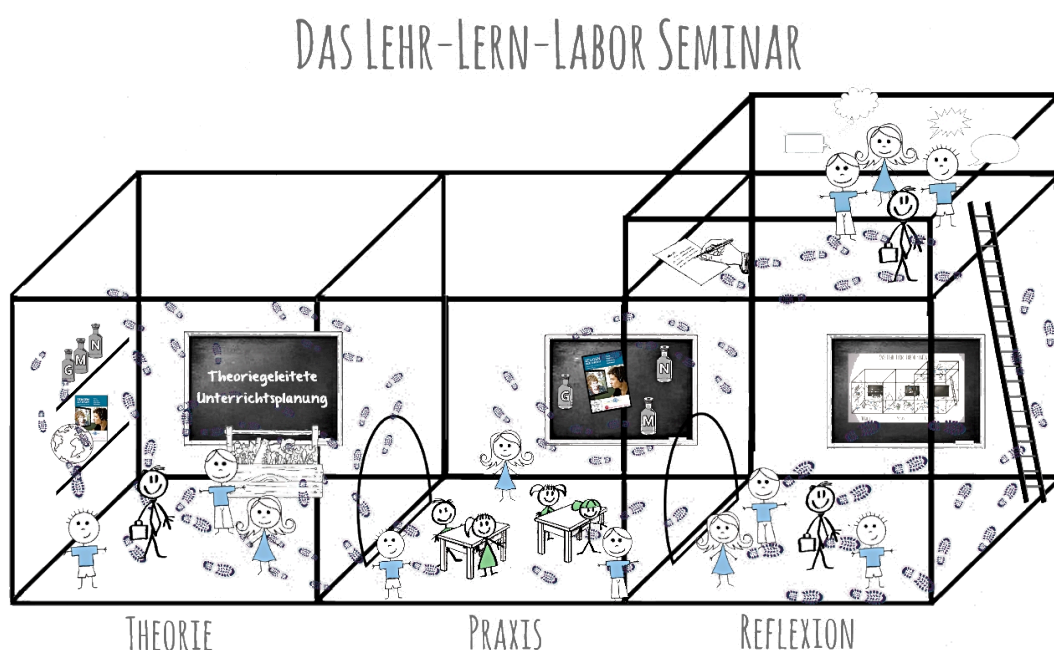 DAS LEHR-LERN-LABOR SEMINAR
G
M
N
Theoriegeleitete
Unterrichtsplanung
G
N
M
THEORIE
PRAXIS
REFLEXION